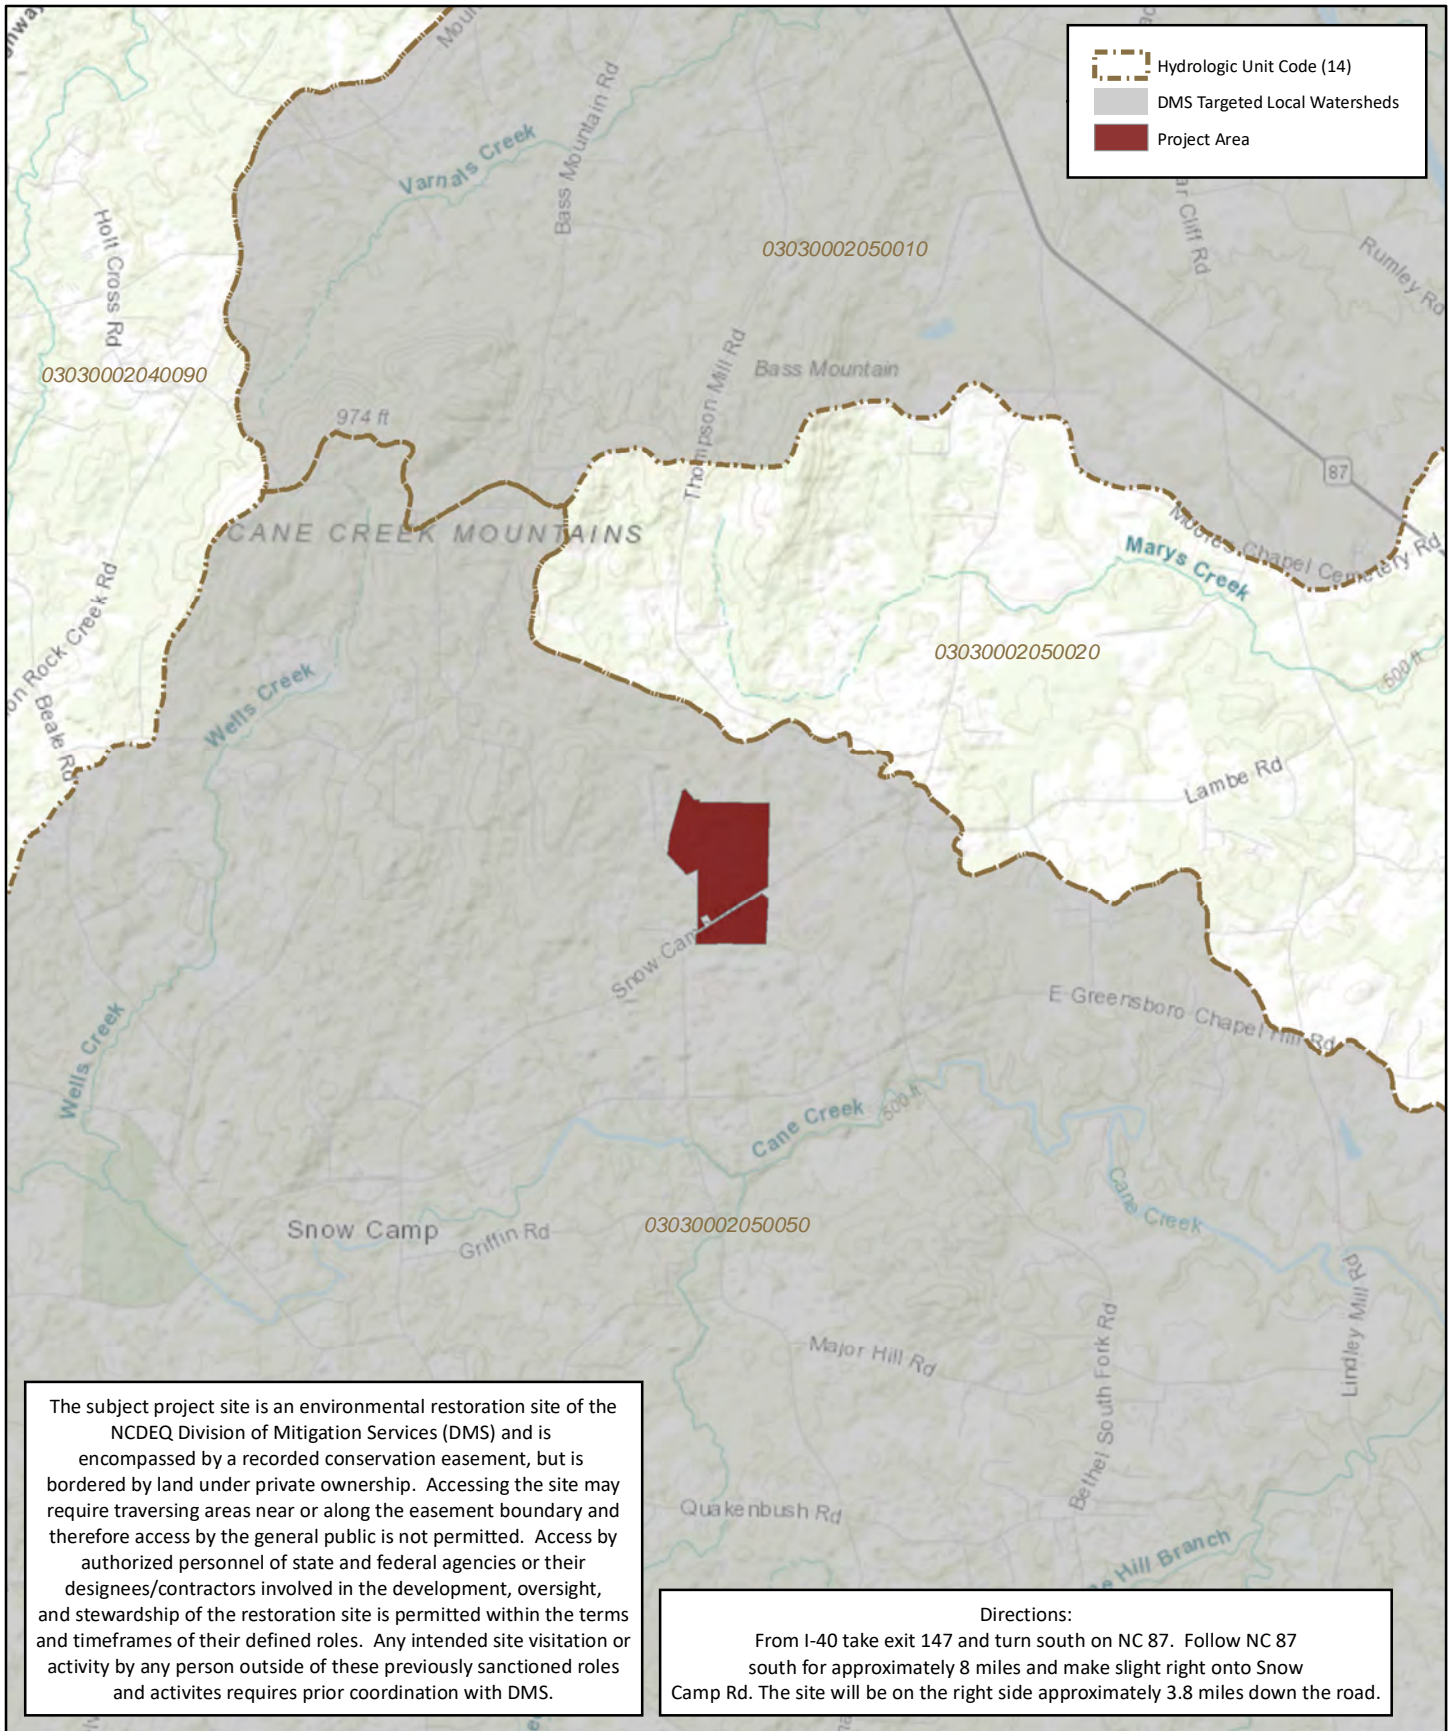 Hydrologic Unit Code (14)
DMS Targeted Local Watersheds
Project Area
Varnals Creek
Bass Mountain Rd
Holt Cross Rd
03030002050010
Rumley Rd
03030002040090
Thompson Mill Rd
Bass Mountain
974 ft
87
CANE CREEK MOUNTAINS
Moores Chapel Cemetery Rd
Marys Creek
03030002050020
500 ft
Rock Creek Rd
Beale Rd
Wells Creek
Lambe Rd
Snow Cam
E Greensboro Chapel Hill Rd
Wells Creek
Cane Creek
500 ft
Cane Creek
Snow Camp
Griffin Rd
03030002050050
Lindley Mill Rd
Major Hill Rd
Bethel South Fork Rd
Quakenbush Rd
Hill Branch
The subject project site is an environmental restoration site of the
NCDEQ Division of Mitigation Services (DMS) and is
encompassed by a recorded conservation easement, but is
bordered by land under private ownership.  Accessing the site may
require traversing areas near or along the easement boundary and
therefore access by the general public is not permitted.  Access by
authorized personnel of state and federal agencies or their
designees/contractors involved in the development, oversight,
and stewardship of the restoration site is permitted within the terms
and timeframes of their defined roles.  Any intended site visitation or
activity by any person outside of these previously sanctioned roles
and activites requires prior coordination with DMS.
Directions:
From I-40 take exit 147 and turn south on NC 87.  Follow NC 87
south for approximately 8 miles and make slight right onto Snow
Camp Rd. The site will be on the right side approximately 3.8 miles down the road.